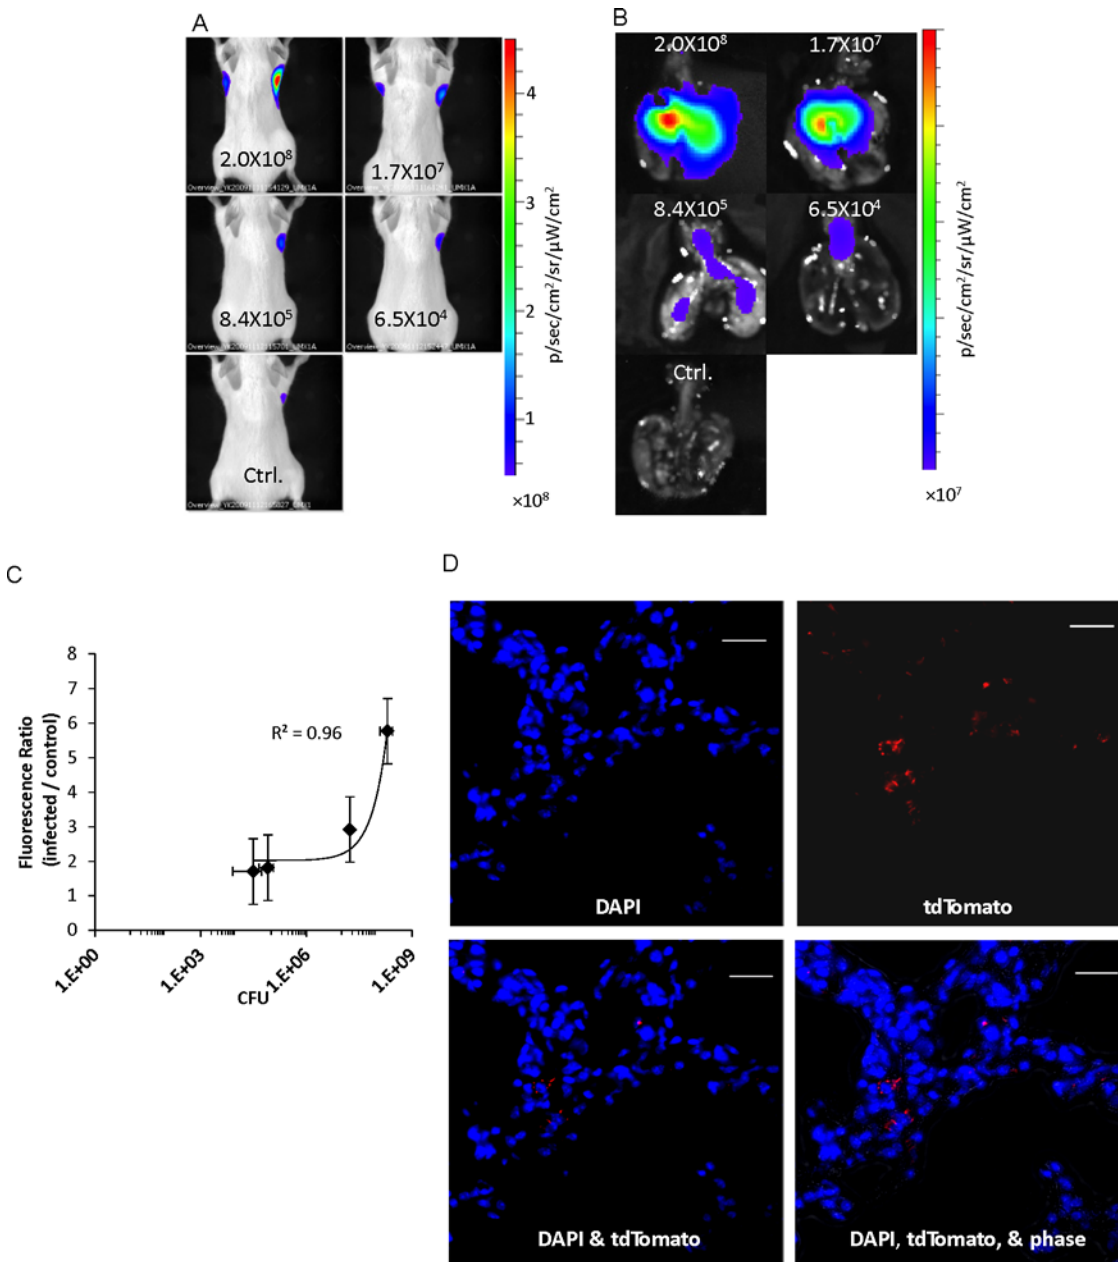 A
B
2.0X10⁸
1.7X10⁷
8.4X10⁵
6.5X10⁴
Ctrl.
4
3
2
1
p/sec/cm²/sr/µW/cm²
×10⁸
2.0X10⁸
1.7X10⁷
8.4X10⁵
6.5X10⁴
Ctrl.
p/sec/cm²/sr/µW/cm²
×10⁷
C
Fluorescence Ratio
(infected / control)
8
7
6
5
4
3
2
1
0
R² = 0.96
1.E+00
1.E+03
1.E+06
1.E+09
CFU
D
DAPI
tdTomato
DAPI & tdTomato
DAPI, tdTomato, & phase